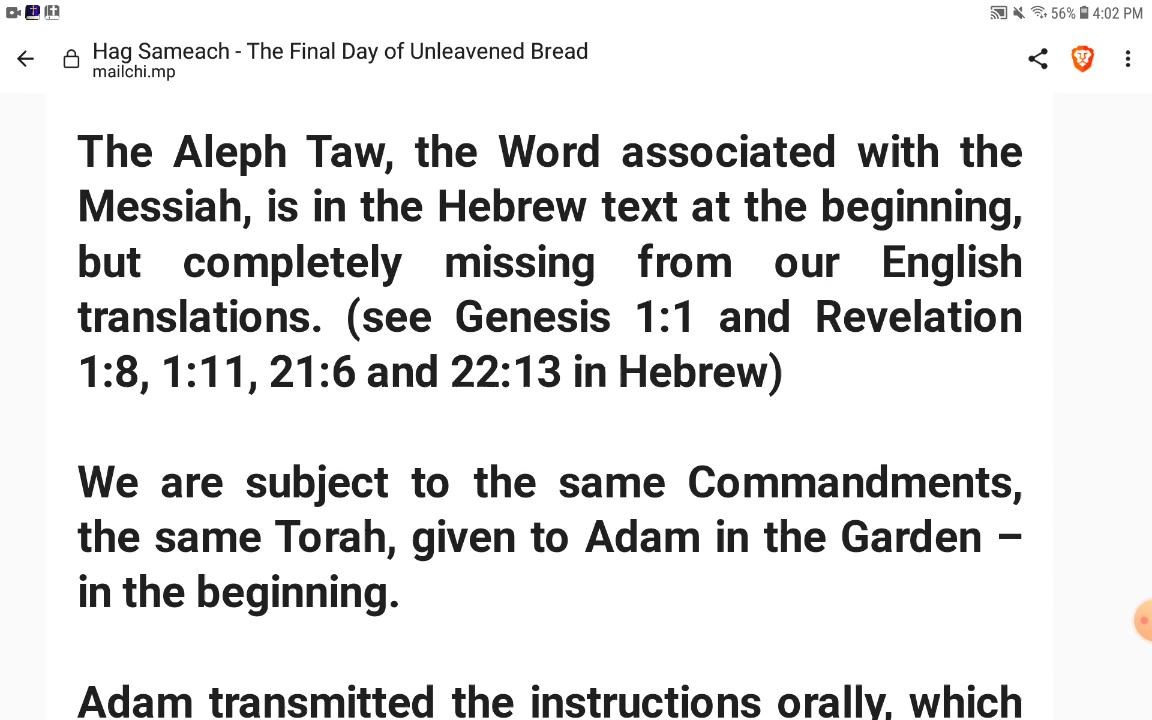 56% 4:02 PM
Hag Sameach - The Final Day of Unleavened Bread
mailchi.mp
The Aleph Taw, the Word associated with the
Messiah, is in the Hebrew text at the beginning,
but completely missing from our English
translations. (see Genesis 1:1 and Revelation
1:8, 1:11, 21:6 and 22:13 in Hebrew)
We are subject to the same Commandments,
the same Torah, given to Adam in the Garden –
in the beginning.
Adam transmitted the instructions orally, which